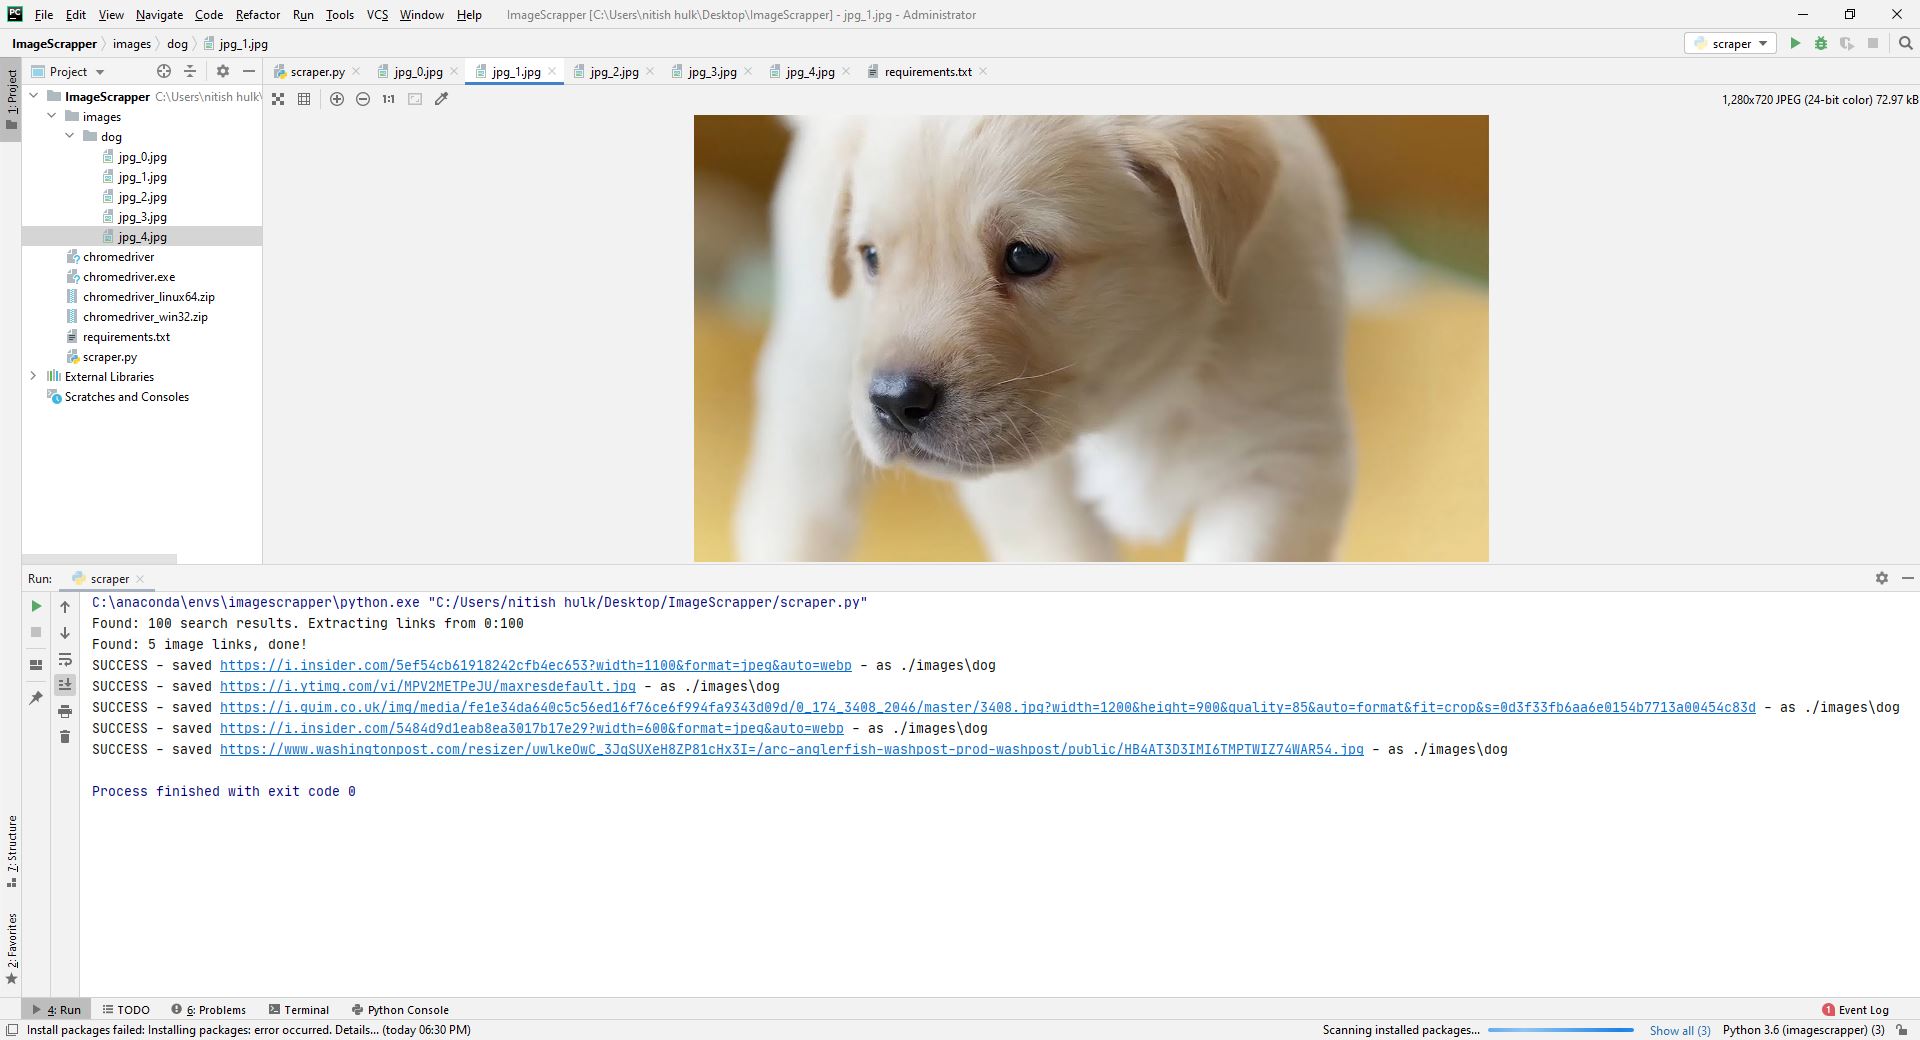 PC File Edit View Navigate Code Refactor Run Tools VCS Window Help ImageScrapper [C:\Users\nitish hulk\Desktop\ImageScrapper] - jpg_1.jpg - Administrator
ImageScrapper images dog jpg_1.jpg scraper
1: Project
Project
scraper.py jpg_0.jpg jpg_1.jpg jpg_2.jpg jpg_3.jpg jpg_4.jpg requirements.txt
1:1 1,280x720 JPEG (24-bit color) 72.97 kB
ImageScrapper C:\Users\nitish hulk\
images
dog
jpg_0.jpg
jpg_1.jpg
jpg_2.jpg
jpg_3.jpg
jpg_4.jpg
chromedriver
chromedriver.exe
chromedriver_linux64.zip
chromedriver_win32.zip
requirements.txt
scraper.py
External Libraries
Scratches and Consoles
Run: scraper
C:\anaconda\envs\imagescrapper\python.exe "C:/Users/nitish hulk/Desktop/ImageScrapper/scraper.py"
Found: 100 search results. Extracting links from 0:100
Found: 5 image links, done!
SUCCESS - saved https://i.insider.com/5ef54cb61918242cfb4ec653?width=1100&format=jpeg&auto=webp - as ./images\dog
SUCCESS - saved https://i.ytimg.com/vi/MPV2METPeJU/maxresdefault.jpg - as ./images\dog
SUCCESS - saved https://i.guim.co.uk/img/media/fe1e34da640c5c56ed16f76ce6f994fa9343d09d/0_174_3408_2046/master/3408.jpg?width=1200&height=900&quality=85&auto=format&fit=crop&s=0d3f33fb6aa6e0154b7713a00454c83d - as ./images\dog
SUCCESS - saved https://i.insider.com/5484d9d1eab8ea3017b17e29?width=600&format=jpeg&auto=webp - as ./images\dog
SUCCESS - saved https://www.washingtonpost.com/resizer/uwlkeOwC_3JqSUXeH8ZP81cHx3I=/arc-anglerfish-washpost-prod-washpost/public/HB4AT3D3IMI6TMPTWIZ74WAR54.jpg - as ./images\dog
Process finished with exit code 0
7: Structure
2: Favorites
4: Run TODO 6: Problems Terminal Python Console 1 Event Log
Install packages failed: Installing packages: error occurred. Details... (today 06:30 PM) Scanning installed packages... Show all (3) Python 3.6 (imagescrapper) (3)